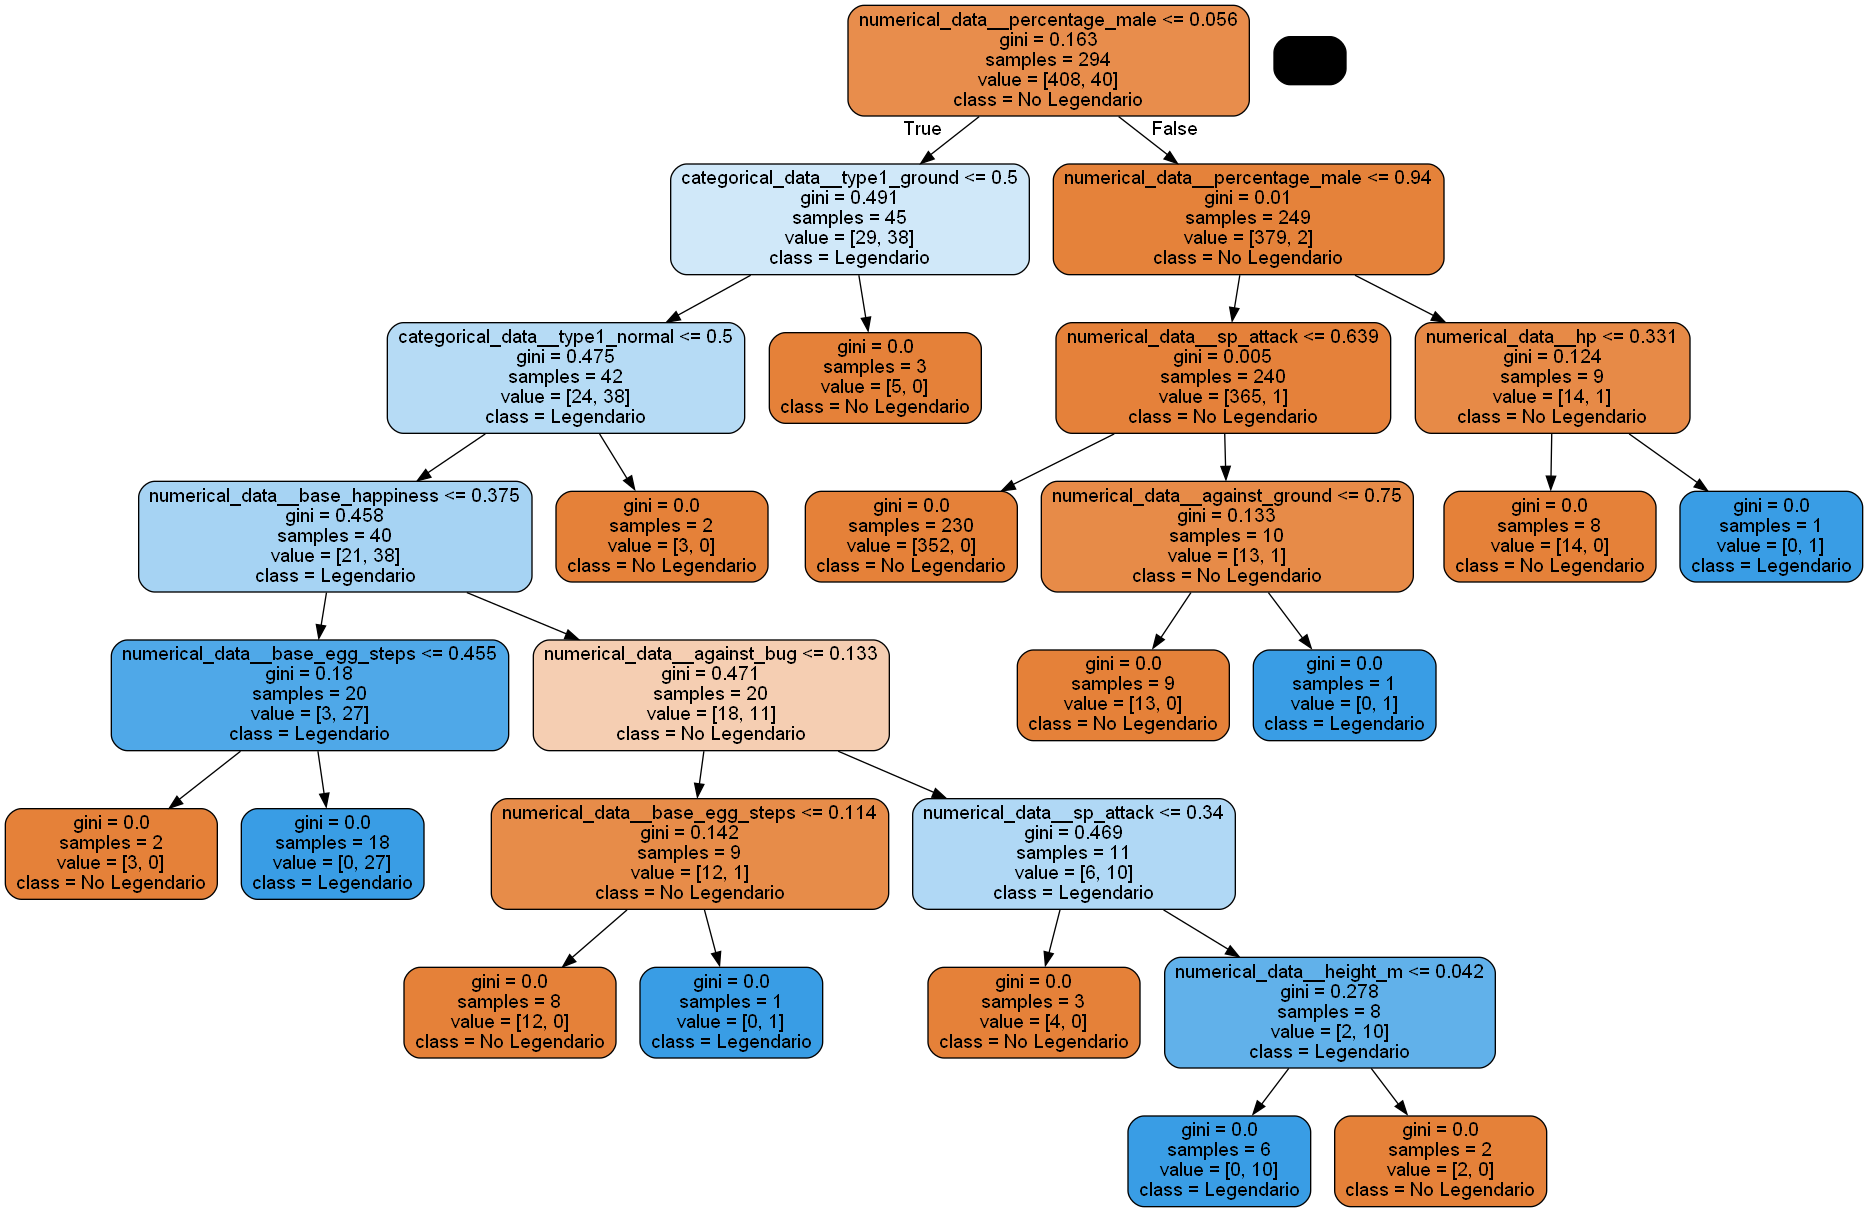 numerical_data__percentage_male <= 0.056
gini = 0.163
samples = 294
value = [408, 40]
class = No Legendario
True
False
categorical_data__type1_ground <= 0.5
gini = 0.491
samples = 45
value = [29, 38]
class = Legendario
numerical_data__percentage_male <= 0.94
gini = 0.01
samples = 249
value = [379, 2]
class = No Legendario
categorical_data__type1_normal <= 0.5
gini = 0.475
samples = 42
value = [24, 38]
class = Legendario
gini = 0.0
samples = 3
value = [5, 0]
class = No Legendario
numerical_data__sp_attack <= 0.639
gini = 0.005
samples = 240
value = [365, 1]
class = No Legendario
numerical_data__hp <= 0.331
gini = 0.124
samples = 9
value = [14, 1]
class = No Legendario
numerical_data__base_happiness <= 0.375
gini = 0.458
samples = 40
value = [21, 38]
class = Legendario
gini = 0.0
samples = 2
value = [3, 0]
class = No Legendario
gini = 0.0
samples = 230
value = [352, 0]
class = No Legendario
numerical_data__against_ground <= 0.75
gini = 0.133
samples = 10
value = [13, 1]
class = No Legendario
gini = 0.0
samples = 8
value = [14, 0]
class = No Legendario
gini = 0.0
samples = 1
value = [0, 1]
class = Legendario
numerical_data__base_egg_steps <= 0.455
gini = 0.18
samples = 20
value = [3, 27]
class = Legendario
numerical_data__against_bug <= 0.133
gini = 0.471
samples = 20
value = [18, 11]
class = No Legendario
gini = 0.0
samples = 9
value = [13, 0]
class = No Legendario
gini = 0.0
samples = 1
value = [0, 1]
class = Legendario
gini = 0.0
samples = 2
value = [3, 0]
class = No Legendario
gini = 0.0
samples = 18
value = [0, 27]
class = Legendario
numerical_data__base_egg_steps <= 0.114
gini = 0.142
samples = 9
value = [12, 1]
class = No Legendario
numerical_data__sp_attack <= 0.34
gini = 0.469
samples = 11
value = [6, 10]
class = Legendario
gini = 0.0
samples = 8
value = [12, 0]
class = No Legendario
gini = 0.0
samples = 1
value = [0, 1]
class = Legendario
gini = 0.0
samples = 3
value = [4, 0]
class = No Legendario
numerical_data__height_m <= 0.042
gini = 0.278
samples = 8
value = [2, 10]
class = Legendario
gini = 0.0
samples = 6
value = [0, 10]
class = Legendario
gini = 0.0
samples = 2
value = [2, 0]
class = No Legendario